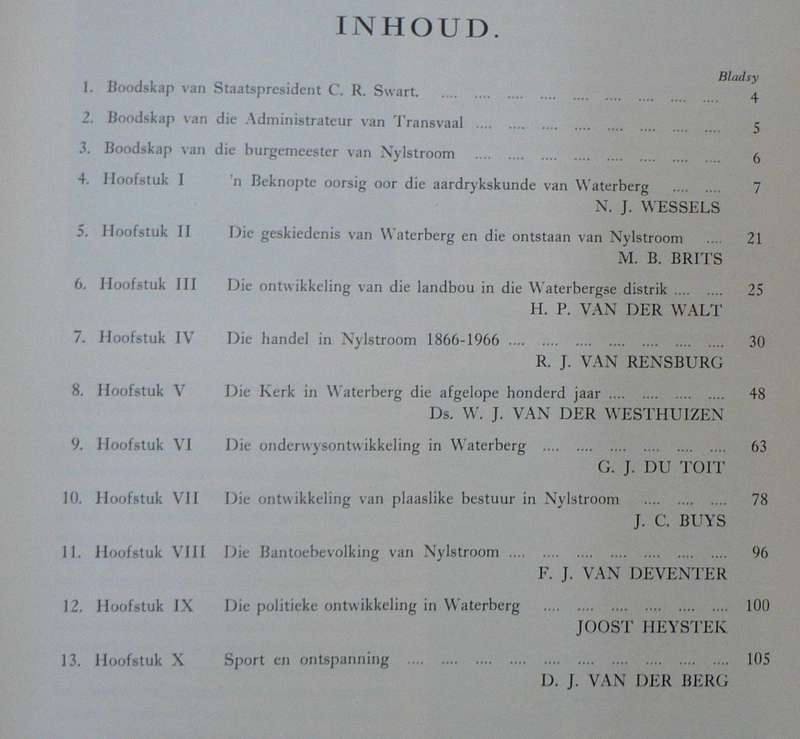 INHOUD.
Bladsy
1. Boodskap van Staatspresident C. R. Swart. .... .... .... .... .... .... .... .... .... 4
2. Boodskap van die Administrateur van Transvaal .... .... .... .... .... .... .... .... 5
3. Boodskap van die burgemeester van Nylstroom .... .... .... .... .... .... .... .... 6
4. Hoofstuk I 'n Beknopte oorsig oor die aardrykskunde van Waterberg .... .... 7
N. J. WESSELS
5. Hoofstuk II Die geskiedenis van Waterberg en die ontstaan van Nylstroom .... 21
M. B. BRITS
6. Hoofstuk III Die ontwikkeling van die landbou in die Waterbergse distrik .... .... 25
H. P. VAN DER WALT
7. Hoofstuk IV Die handel in Nylstroom 1866-1966 .... .... .... .... .... .... .... 30
R. J. VAN RENSBURG
8. Hoofstuk V Die Kerk in Waterberg die afgelope honderd jaar .... .... .... .... 48
Ds. W. J. VAN DER WESTHUIZEN
9. Hoofstuk VI Die onderwysontwikkeling in Waterberg .... .... .... .... .... .... 63
G. J. DU TOIT
10. Hoofstuk VII Die ontwikkeling van plaaslike bestuur in Nylstroom .... .... .... 78
J. C. BUYS
11. Hoofstuk VIII Die Bantoebevolking van Nylstroom .... .... .... .... .... .... .... 96
F. J. VAN DEVENTER
12. Hoofstuk IX Die politieke ontwikkeling in Waterberg .... .... .... .... .... .... 100
JOOST HEYSTEK
13. Hoofstuk X Sport en ontspanning .... .... .... .... .... .... .... .... .... .... 105
D. J. VAN DER BERG